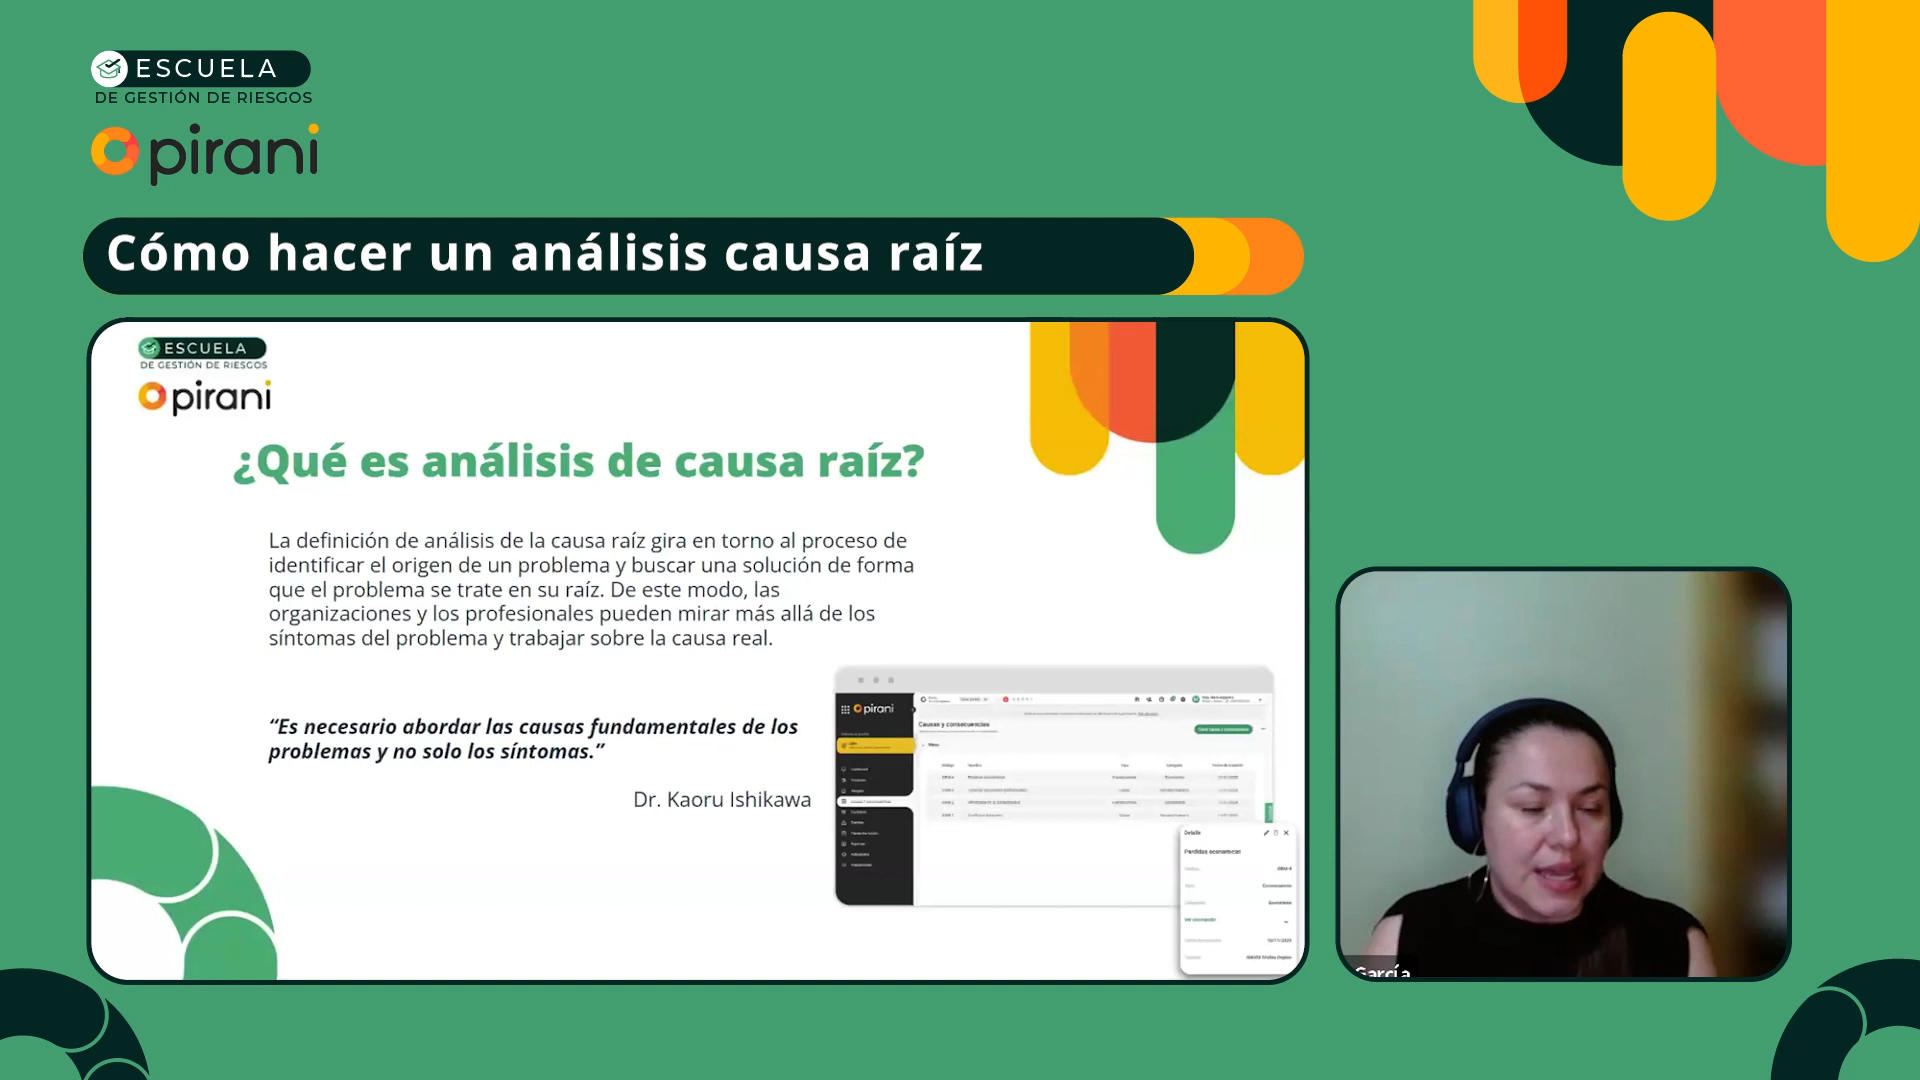 ESCUELA
DE GESTIÓN DE RIESGOS
pirani
Cómo hacer un análisis causa raíz
ESCUELA
DE GESTIÓN DE RIESGOS
pirani
¿Qué es análisis de causa raíz?
La definición de análisis de la causa raíz gira en torno al proceso de
identificar el origen de un problema y buscar una solución de forma
que el problema se trate en su raíz. De este modo, las
organizaciones y los profesionales pueden mirar más allá de los
síntomas del problema y trabajar sobre la causa real.
“Es necesario abordar las causas fundamentales de los
problemas y no solo los síntomas.”
Dr. Kaoru Ishikawa
pirani
Causas y consecuencias
Detalle
García